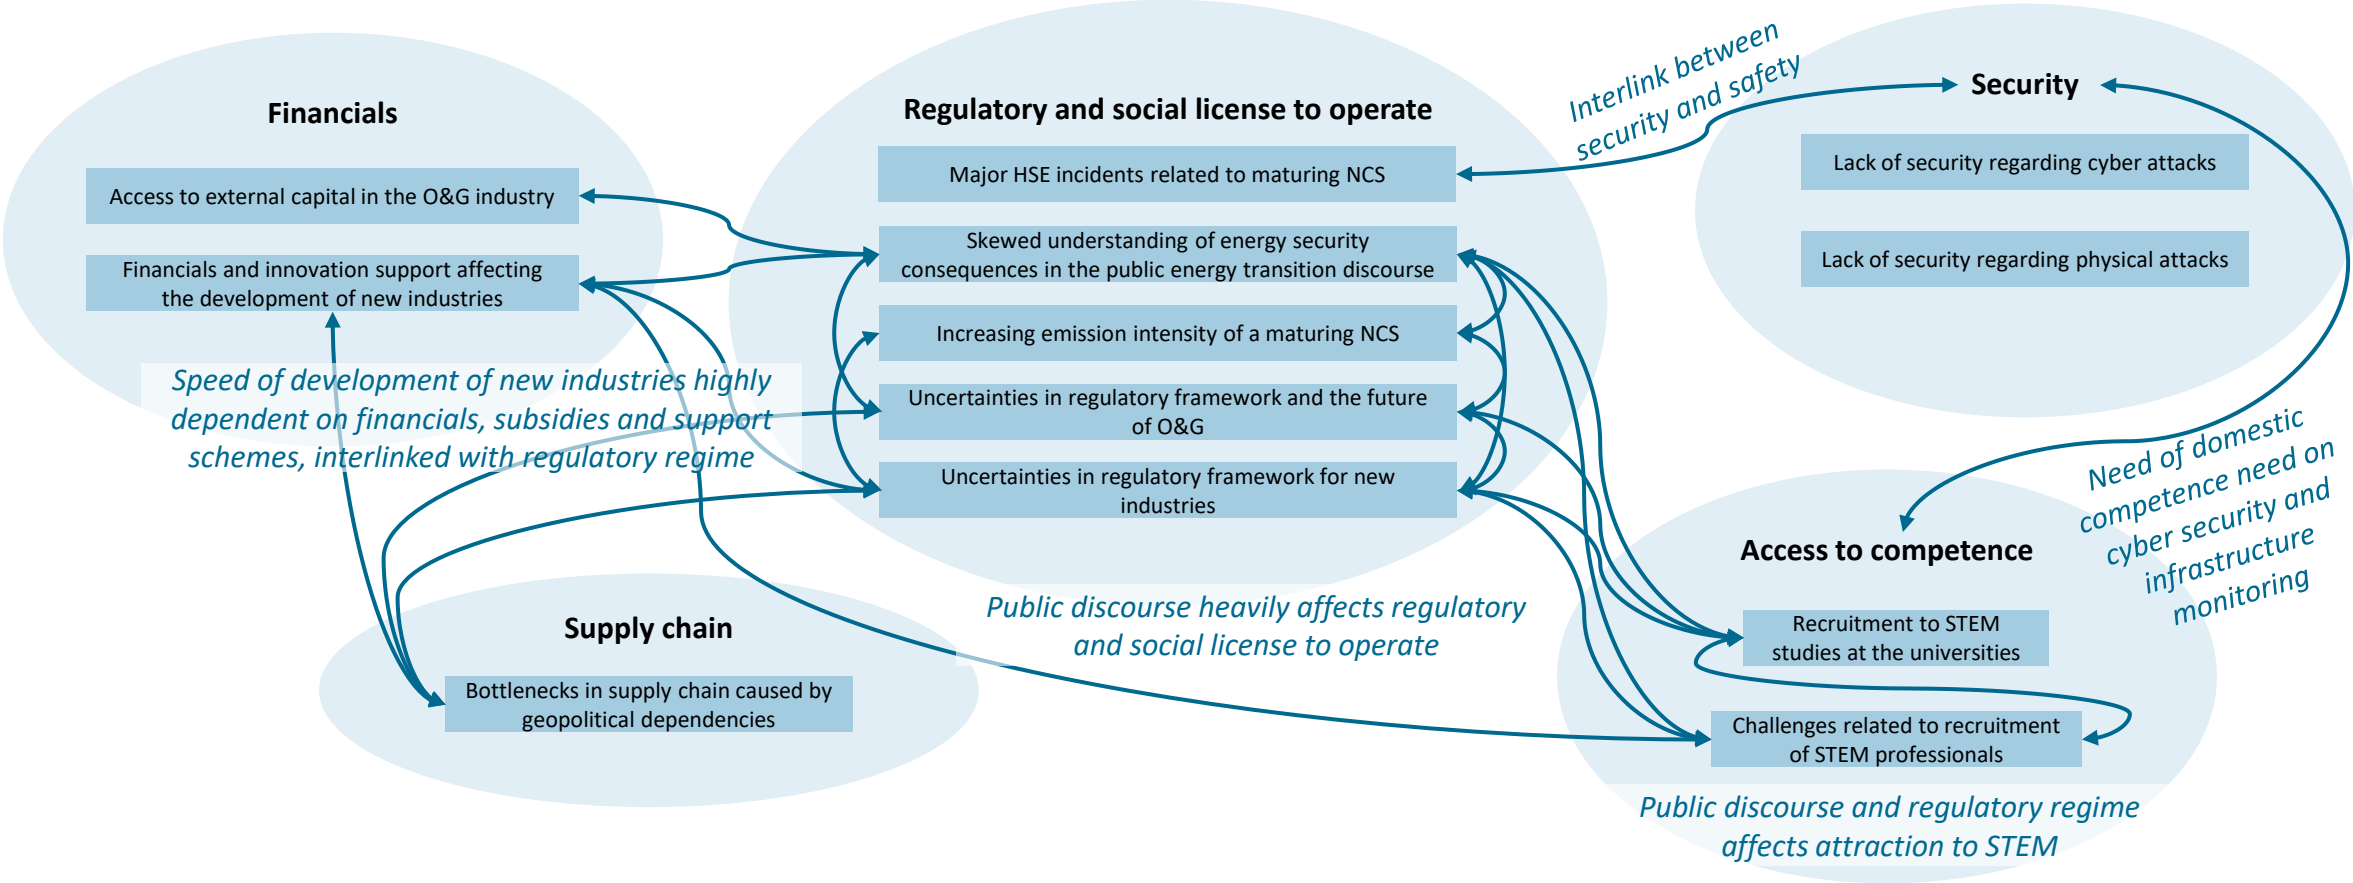 Financials
Access to external capital in the O&G industry
Financials and innovation support affecting
the development of new industries
Speed of development of new industries highly
dependent on financials, subsidies and support
schemes, interlinked with regulatory regime
Regulatory and social license to operate
Major HSE incidents related to maturing NCS
Skewed understanding of energy security
consequences in the public energy transition discourse
Increasing emission intensity of a maturing NCS
Uncertainties in regulatory framework and the future
of O&G
Uncertainties in regulatory framework for new
industries
Public discourse heavily affects regulatory
and social license to operate
Interlink between
security and safety
Security
Lack of security regarding cyber attacks
Lack of security regarding physical attacks
Need of domestic
competence need on
cyber security and
infrastructure
monitoring
Supply chain
Bottlenecks in supply chain caused by
geopolitical dependencies
Access to competence
Recruitment to STEM
studies at the universities
Challenges related to recruitment
of STEM professionals
Public discourse and regulatory regime
affects attraction to STEM